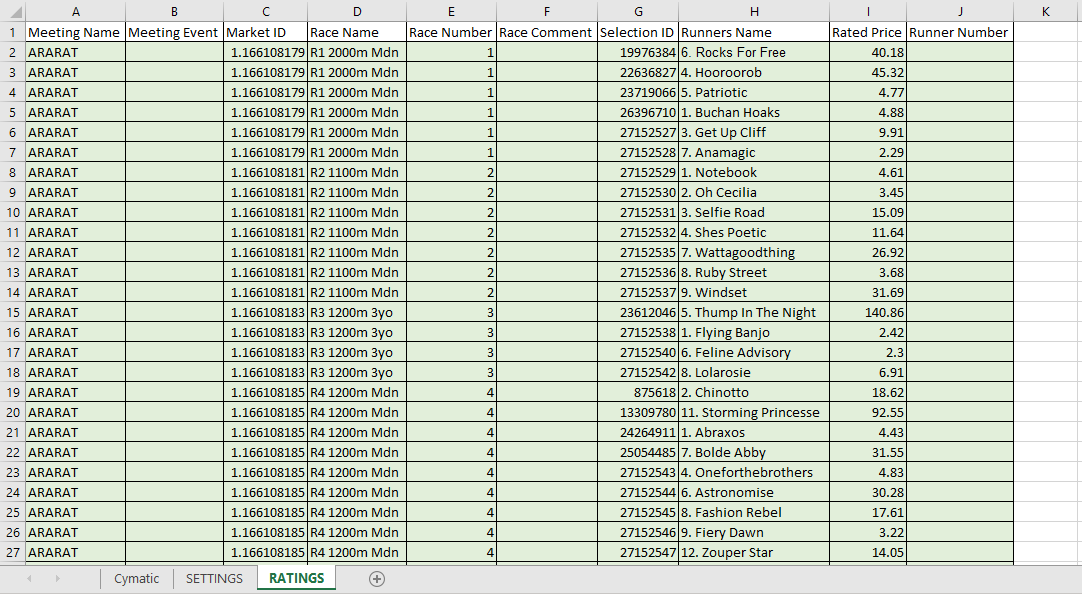 A B C D E F G H I J K
1 Meeting Name Meeting Event Market ID Race Name Race Number Race Comment Selection ID Runners Name Rated Price Runner Number
2 ARARAT 1.166108179 R1 2000m Mdn 1 19976384 6. Rocks For Free 40.18
3 ARARAT 1.166108179 R1 2000m Mdn 1 22636827 4. Hooroorob 45.32
4 ARARAT 1.166108179 R1 2000m Mdn 1 23719066 5. Patriotic 4.77
5 ARARAT 1.166108179 R1 2000m Mdn 1 26396710 1. Buchan Hoaks 4.88
6 ARARAT 1.166108179 R1 2000m Mdn 1 27152527 3. Get Up Cliff 9.91
7 ARARAT 1.166108179 R1 2000m Mdn 1 27152528 7. Anamagic 2.29
8 ARARAT 1.166108181 R2 1100m Mdn 2 27152529 1. Notebook 4.61
9 ARARAT 1.166108181 R2 1100m Mdn 2 27152530 2. Oh Cecilia 3.45
10 ARARAT 1.166108181 R2 1100m Mdn 2 27152531 3. Selfie Road 15.09
11 ARARAT 1.166108181 R2 1100m Mdn 2 27152532 4. Shes Poetic 11.64
12 ARARAT 1.166108181 R2 1100m Mdn 2 27152535 7. Wattagoodthing 26.92
13 ARARAT 1.166108181 R2 1100m Mdn 2 27152536 8. Ruby Street 3.68
14 ARARAT 1.166108181 R2 1100m Mdn 2 27152537 9. Windset 31.69
15 ARARAT 1.166108183 R3 1200m 3yo 3 23612046 5. Thump In The Night 140.86
16 ARARAT 1.166108183 R3 1200m 3yo 3 27152538 1. Flying Banjo 2.42
17 ARARAT 1.166108183 R3 1200m 3yo 3 27152540 6. Feline Advisory 2.3
18 ARARAT 1.166108183 R3 1200m 3yo 3 27152542 8. Lolarosie 6.91
19 ARARAT 1.166108185 R4 1200m Mdn 4 875618 2. Chinotto 18.62
20 ARARAT 1.166108185 R4 1200m Mdn 4 13309780 11. Storming Princesse 92.55
21 ARARAT 1.166108185 R4 1200m Mdn 4 24264911 1. Abraxos 4.43
22 ARARAT 1.166108185 R4 1200m Mdn 4 25054485 7. Bolde Abby 31.55
23 ARARAT 1.166108185 R4 1200m Mdn 4 27152543 4. Oneforthebrothers 4.83
24 ARARAT 1.166108185 R4 1200m Mdn 4 27152544 6. Astronomise 30.28
25 ARARAT 1.166108185 R4 1200m Mdn 4 27152545 8. Fashion Rebel 17.61
26 ARARAT 1.166108185 R4 1200m Mdn 4 27152546 9. Fiery Dawn 3.22
27 ARARAT 1.166108185 R4 1200m Mdn 4 27152547 12. Zouper Star 14.05
Cymatic SETTINGS RATINGS